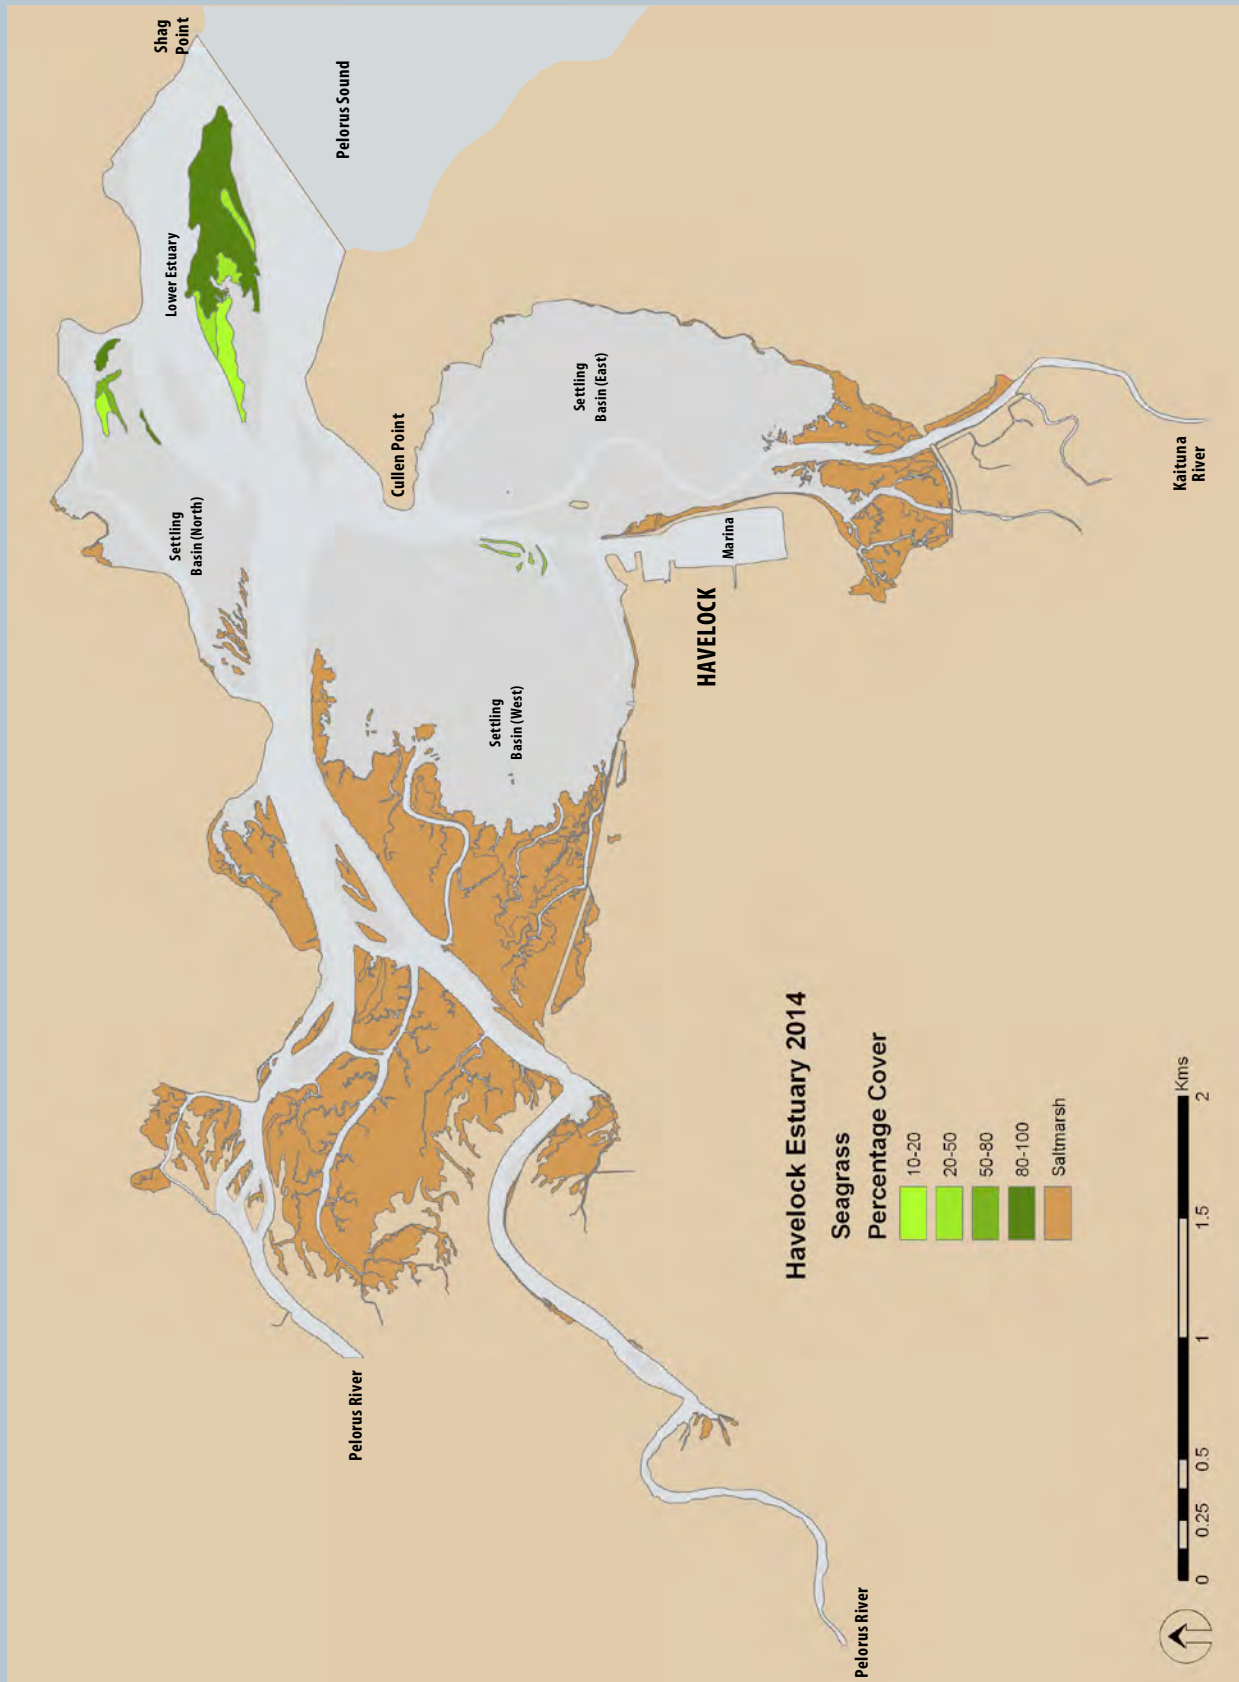 Shag
Point
Pelorus Sound
Lower Estuary
Cullen Point
Settling
Basin (East)
Settling
Basin (North)
Marina
HAVELOCK
Kaituna
River
Settling
Basin (West)
Pelorus River
Pelorus River
Havelock Estuary 2014
Seagrass
Percentage Cover
10-20
20-50
50-80
80-100
Saltmarsh
0 0.25 0.5 1 1.5 2 Kms